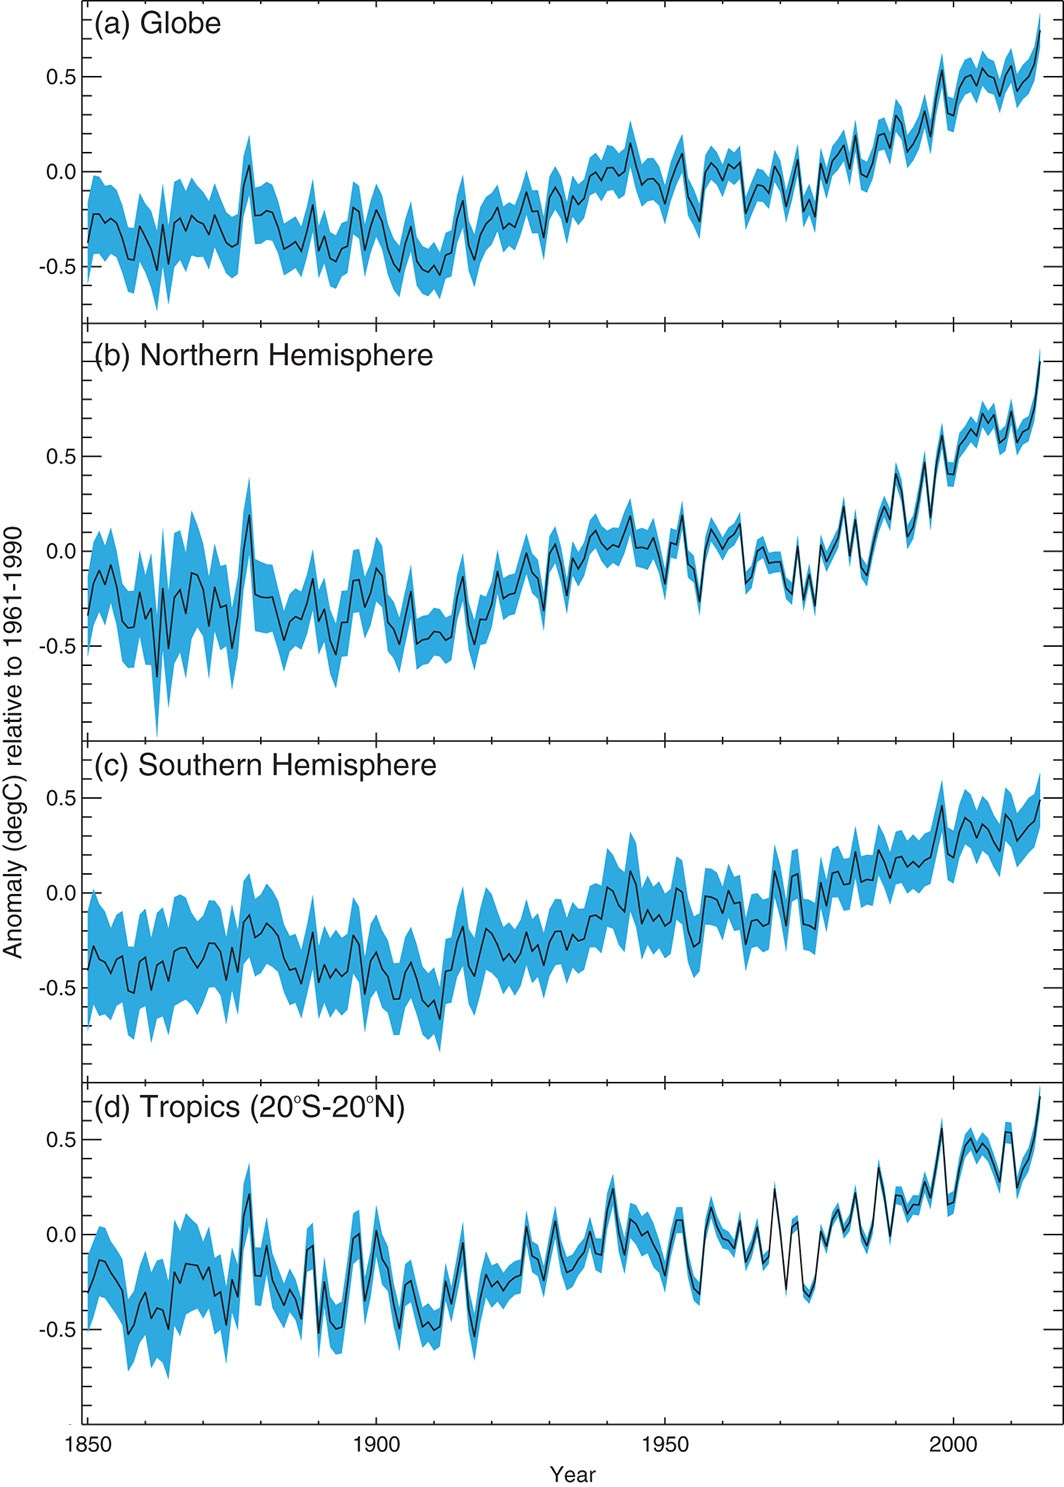 (a) Globe
0.5
0.0
-0.5
(b) Northern Hemisphere
0.5
0.0
-0.5
Anomaly (degC) relative to 1961-1990
(c) Southern Hemisphere
0.5
0.0
-0.5
(d) Tropics (20°S-20°N)
0.5
0.0
-0.5
1850 1900 1950 2000
Year